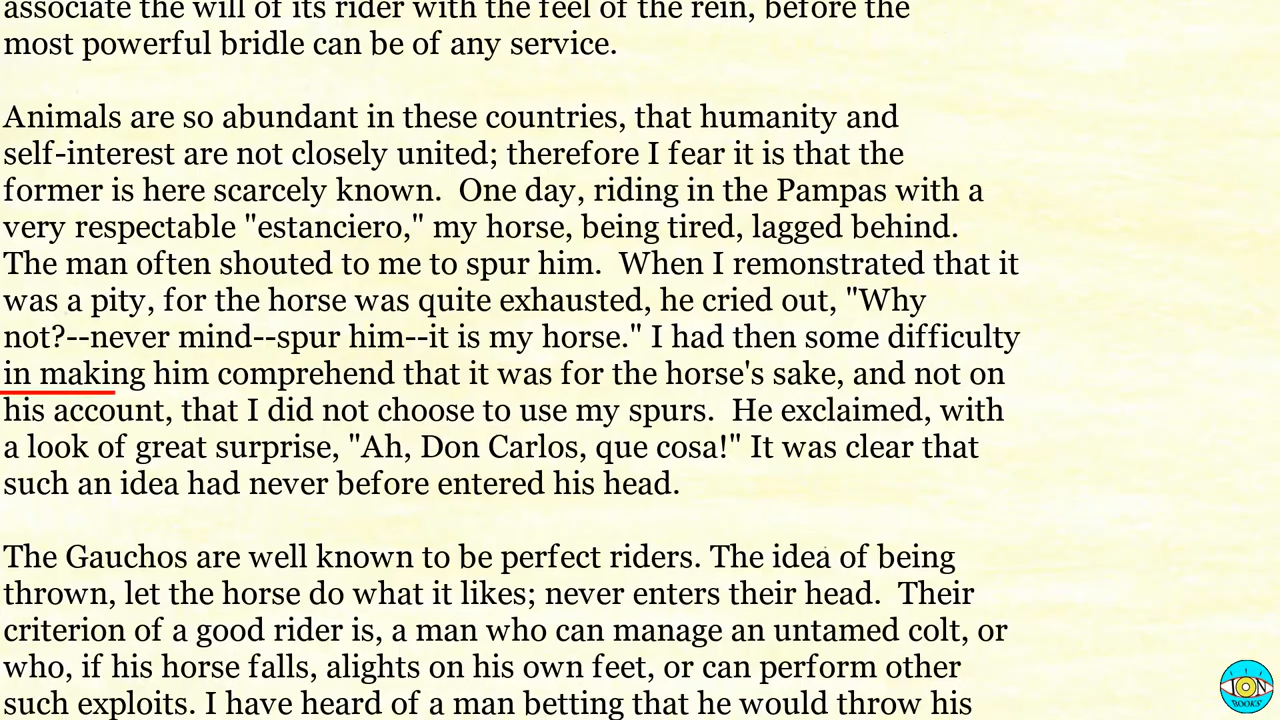 associate the will of its rider with the feel of the rein, before the
most powerful bridle can be of any service.
Animals are so abundant in these countries, that humanity and
self-interest are not closely united; therefore I fear it is that the
former is here scarcely known.  One day, riding in the Pampas with a
very respectable "estanciero," my horse, being tired, lagged behind.
The man often shouted to me to spur him.  When I remonstrated that it
was a pity, for the horse was quite exhausted, he cried out, "Why
not?--never mind--spur him--it is my horse." I had then some difficulty
in making him comprehend that it was for the horse's sake, and not on
his account, that I did not choose to use my spurs.  He exclaimed, with
a look of great surprise, "Ah, Don Carlos, que cosa!" It was clear that
such an idea had never before entered his head.
The Gauchos are well known to be perfect riders. The idea of being
thrown, let the horse do what it likes; never enters their head.  Their
criterion of a good rider is, a man who can manage an untamed colt, or
who, if his horse falls, alights on his own feet, or can perform other
such exploits. I have heard of a man betting that he would throw his
ION
BOOKS